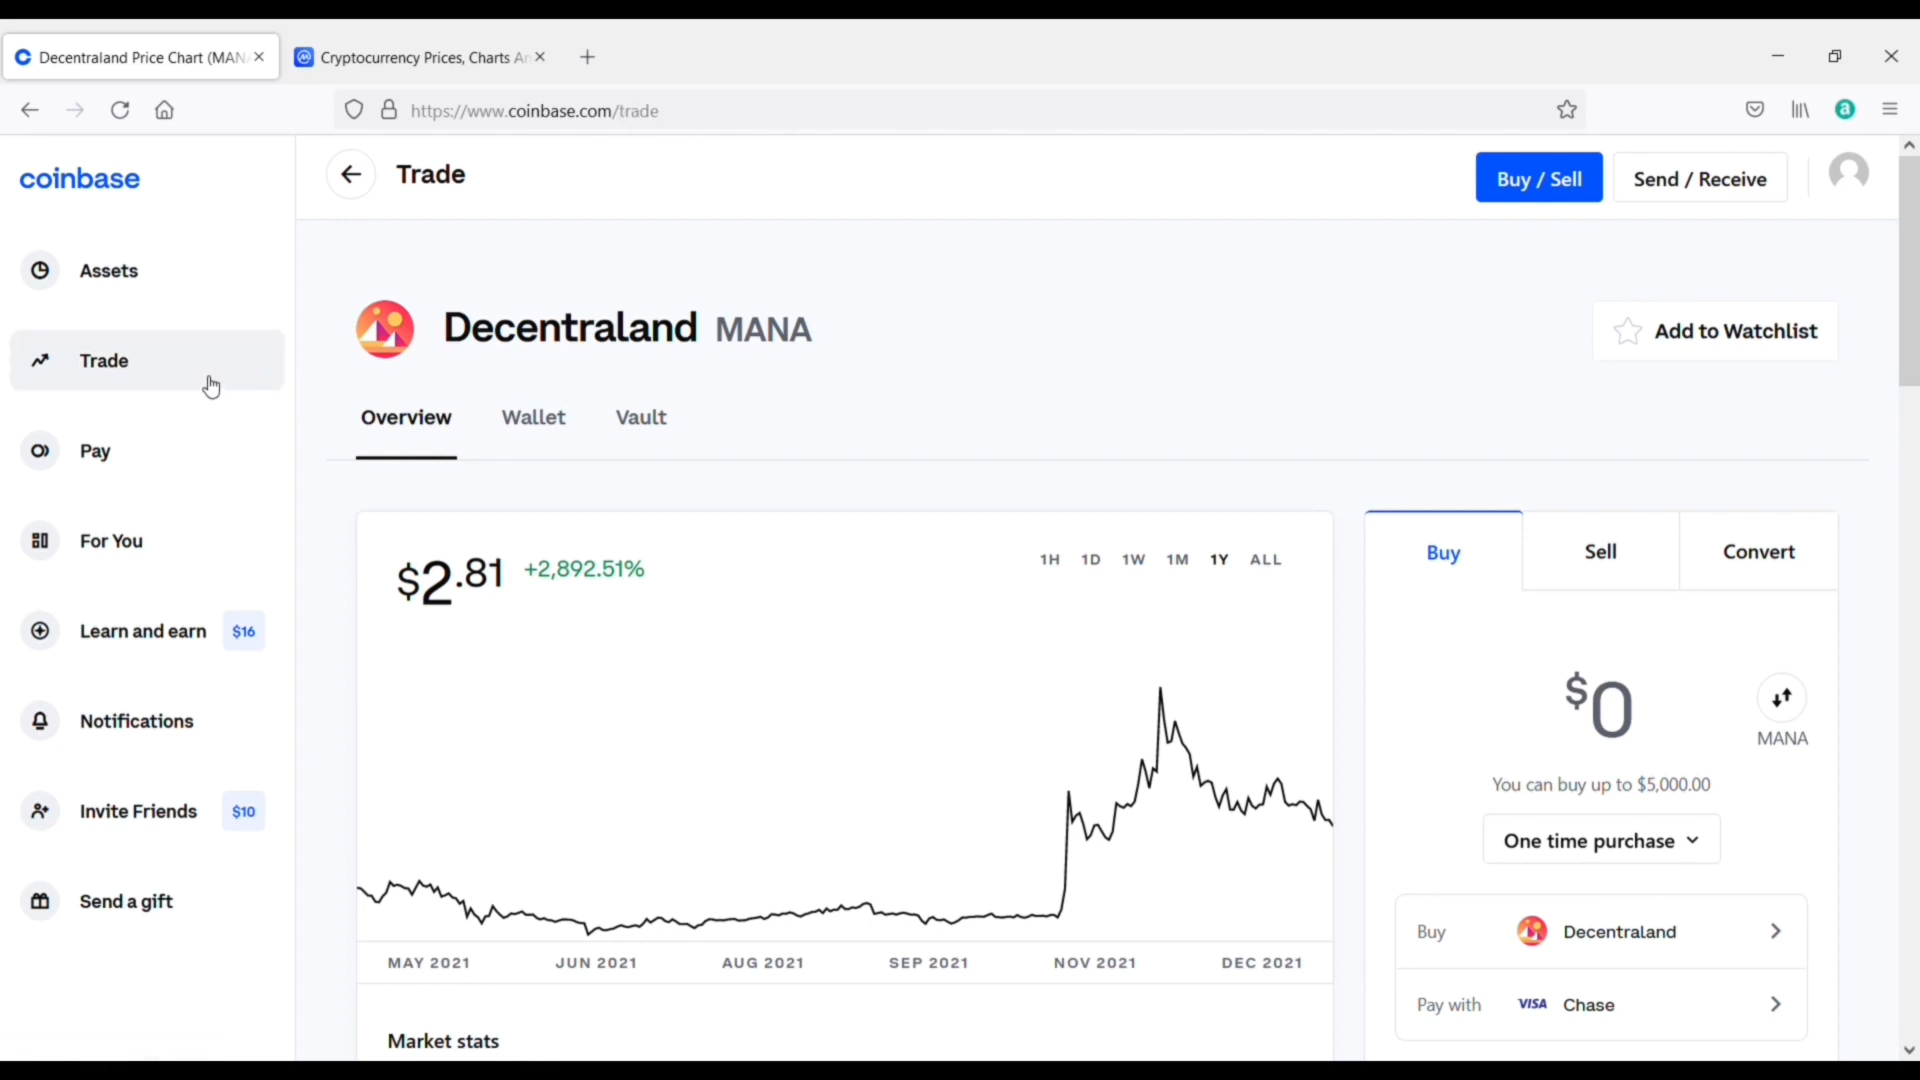 Decentraland Price Chart (MAN
Cryptocurrency Prices, Charts An
https://www.coinbase.com/trade
coinbase
Trade
Buy / Sell
Send / Receive
Assets
Trade
Pay
For You
Learn and earn $16
Notifications
Invite Friends $10
Send a gift
Decentraland MANA
Add to Watchlist
Overview Wallet Vault
$2.81 +2,892.51%
1H 1D 1W 1M 1Y ALL
MAY 2021 JUN 2021 AUG 2021 SEP 2021 NOV 2021 DEC 2021
Market stats
Buy Sell Convert
$0
MANA
You can buy up to $5,000.00
One time purchase
Buy Decentraland
Pay with VISA Chase